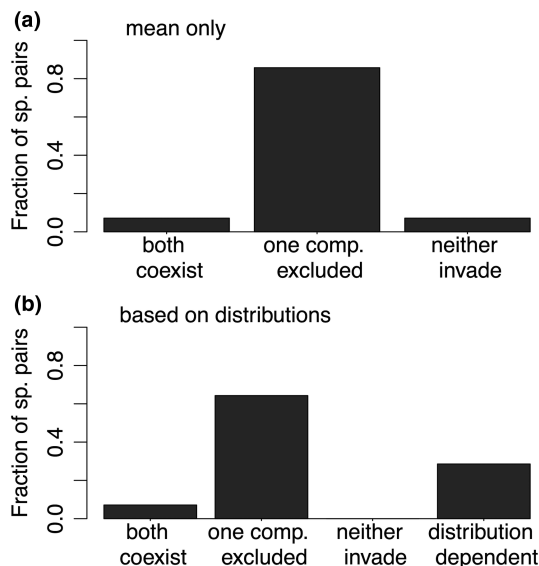 (a)
mean only
Fraction of sp. pairs
0.0 0.4 0.8
both one comp. neither
coexist excluded invade
(b)
based on distributions
Fraction of sp. pairs
0.0 0.4 0.8
both one comp. neither distribution
coexist excluded invade dependent